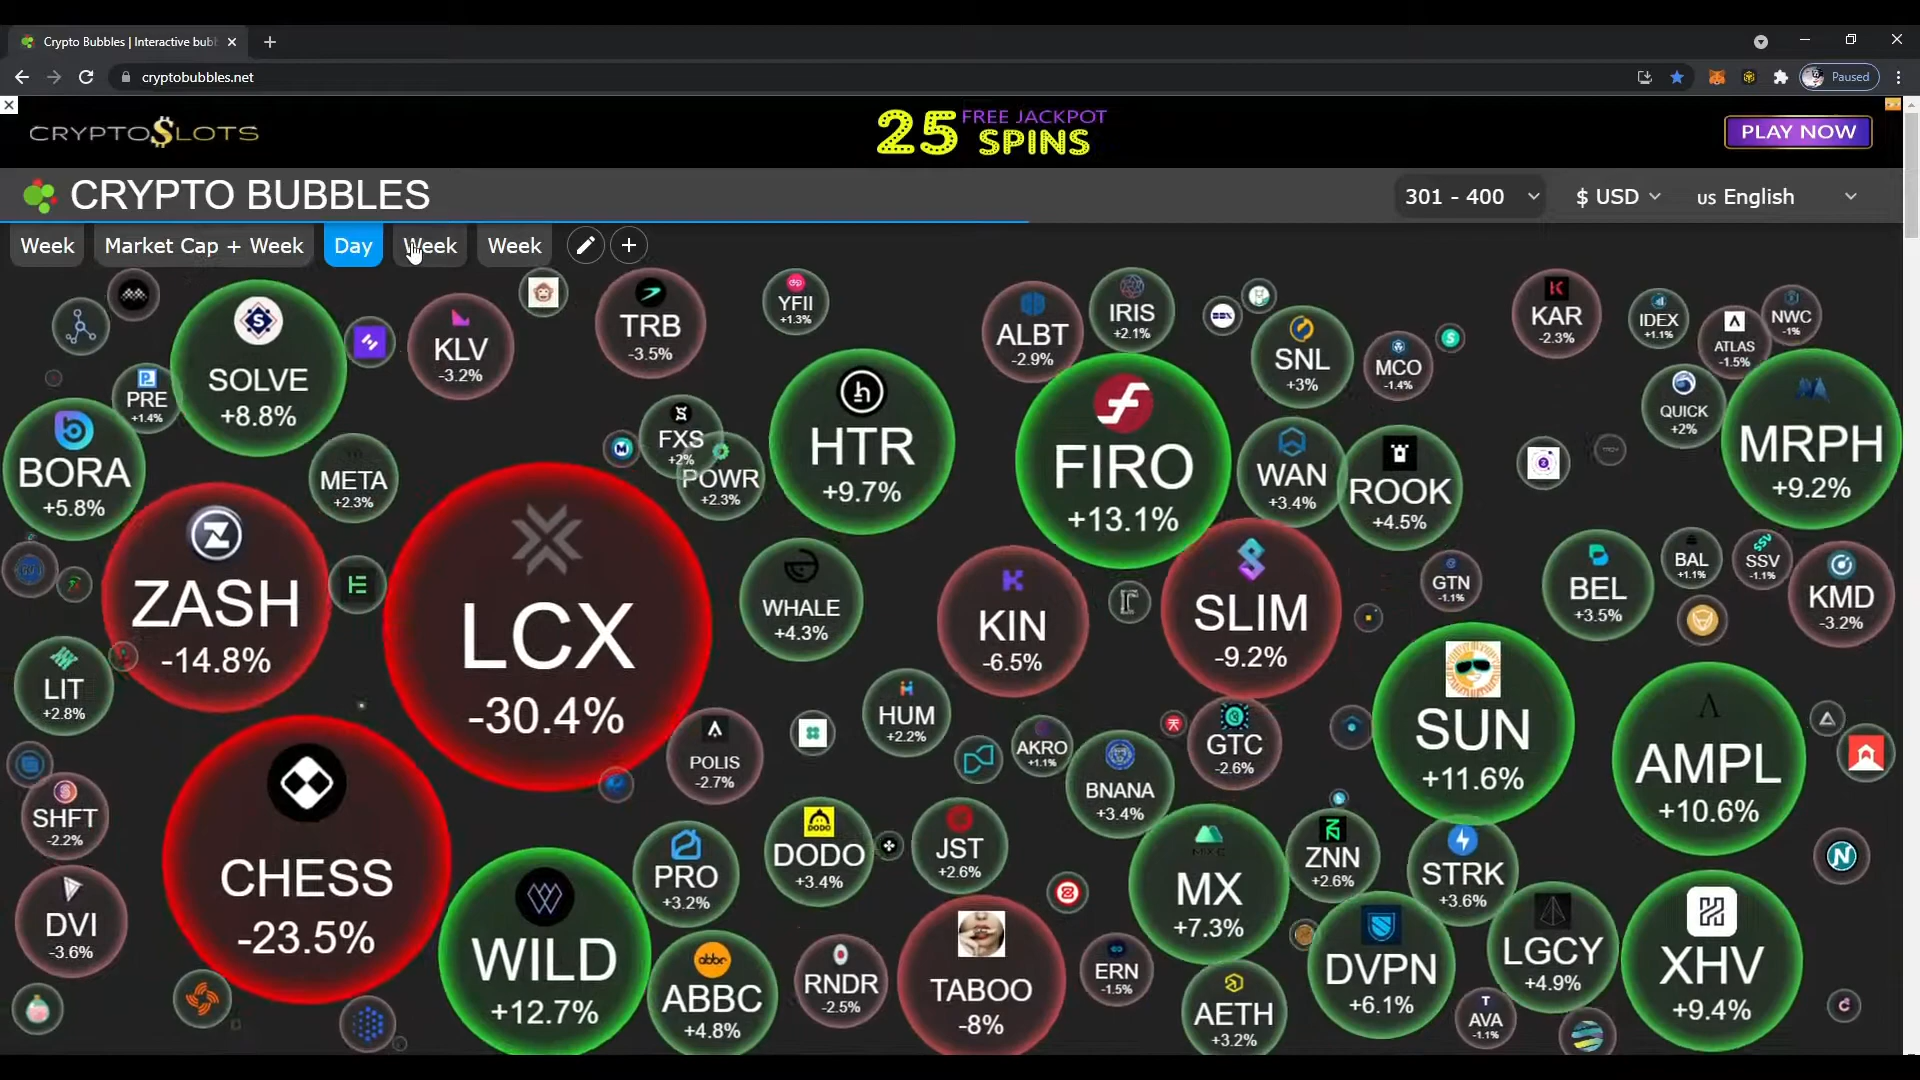 Crypto Bubbles | Interactive bubb
cryptobubbles.net
Paused
CRYPTO$LOTS
25 FREE JACKPOT SPINS
PLAY NOW
CRYPTO BUBBLES
301 - 400
$ USD
us English
Week
Market Cap + Week
Day
Week
Week
SOLVE
+8.8%
KLV
-3.2%
TRB
-3.5%
YFII
+1.3%
ALBT
-2.9%
IRIS
+2.1%
SNL
+3%
MCO
-1.4%
KAR
-2.3%
IDEX
+1.1%
ATLAS
-1.5%
NWC
-1%
PRE
+1.4%
BORA
+5.8%
META
+2.3%
FXS
+2%
POWR
+2.3%
HTR
+9.7%
FIRO
+13.1%
WAN
+3.4%
ROOK
+4.5%
QUICK
+2%
MRPH
+9.2%
ZASH
-14.8%
LCX
-30.4%
WHALE
+4.3%
KIN
-6.5%
SLIM
-9.2%
GTN
-1.1%
BEL
+3.5%
BAL
+1.1%
SSV
-1.1%
KMD
-3.2%
LIT
+2.8%
HUM
+2.2%
POLIS
-2.7%
AKRO
+1.1%
GTC
-2.6%
SUN
+11.6%
AMPL
+10.6%
SHFT
-2.2%
BNANA
+3.4%
CHESS
-23.5%
PRO
+3.2%
DODO
DODO
+3.4%
JST
+2.6%
MXC
MX
+7.3%
ZNN
+2.6%
STRK
+3.6%
DVI
-3.6%
WILD
+12.7%
abbc
ABBC
+4.8%
RNDR
-2.5%
TABOO
-8%
ERN
-1.5%
AETH
+3.2%
DVPN
+6.1%
LGCY
+4.9%
T
AVA
-1.1%
XHV
+9.4%